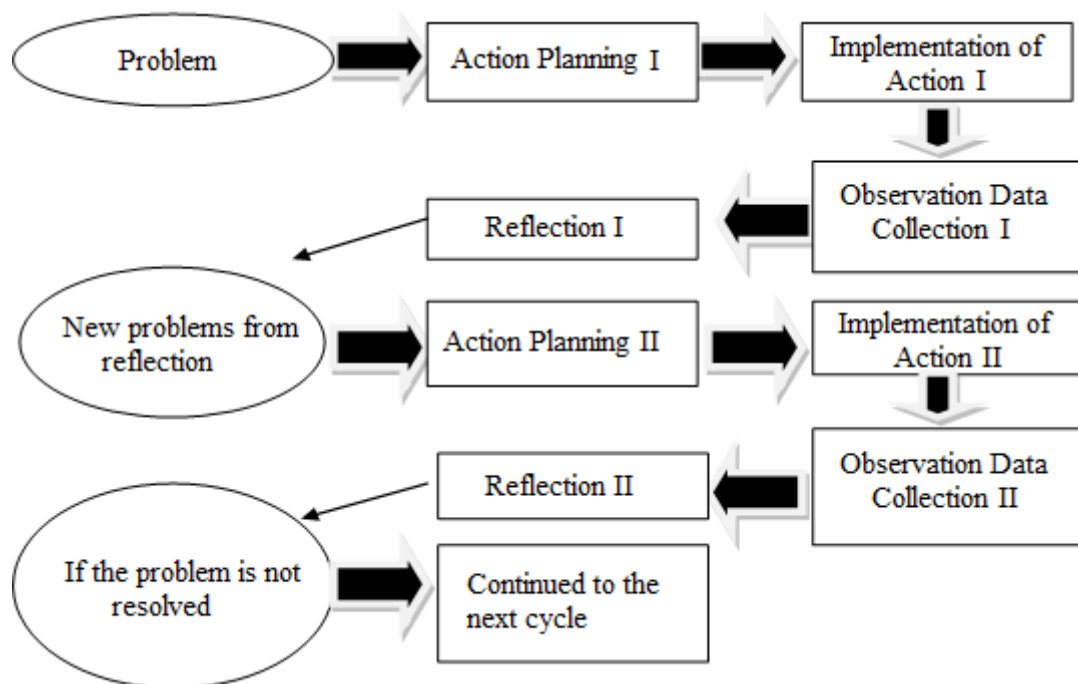 Problem
Action Planning I
Implementation of
Action I
Observation Data
Collection I
Reflection I
New problems from
reflection
Action Planning II
Implementation of
Action II
Observation Data
Collection II
Reflection II
If the problem is not
resolved
Continued to the
next cycle